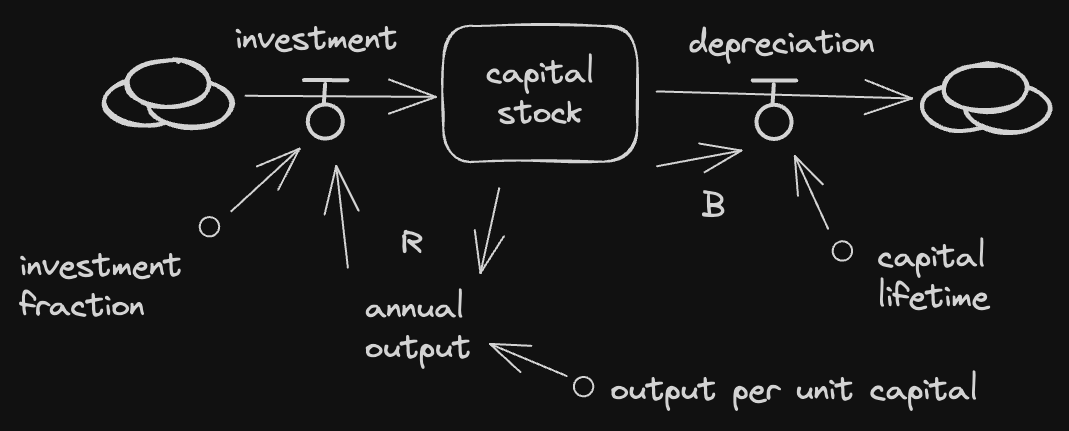 investment
depreciation
capital
stock
B
R
investment
fraction
capital
lifetime
annual
output
output per unit capital